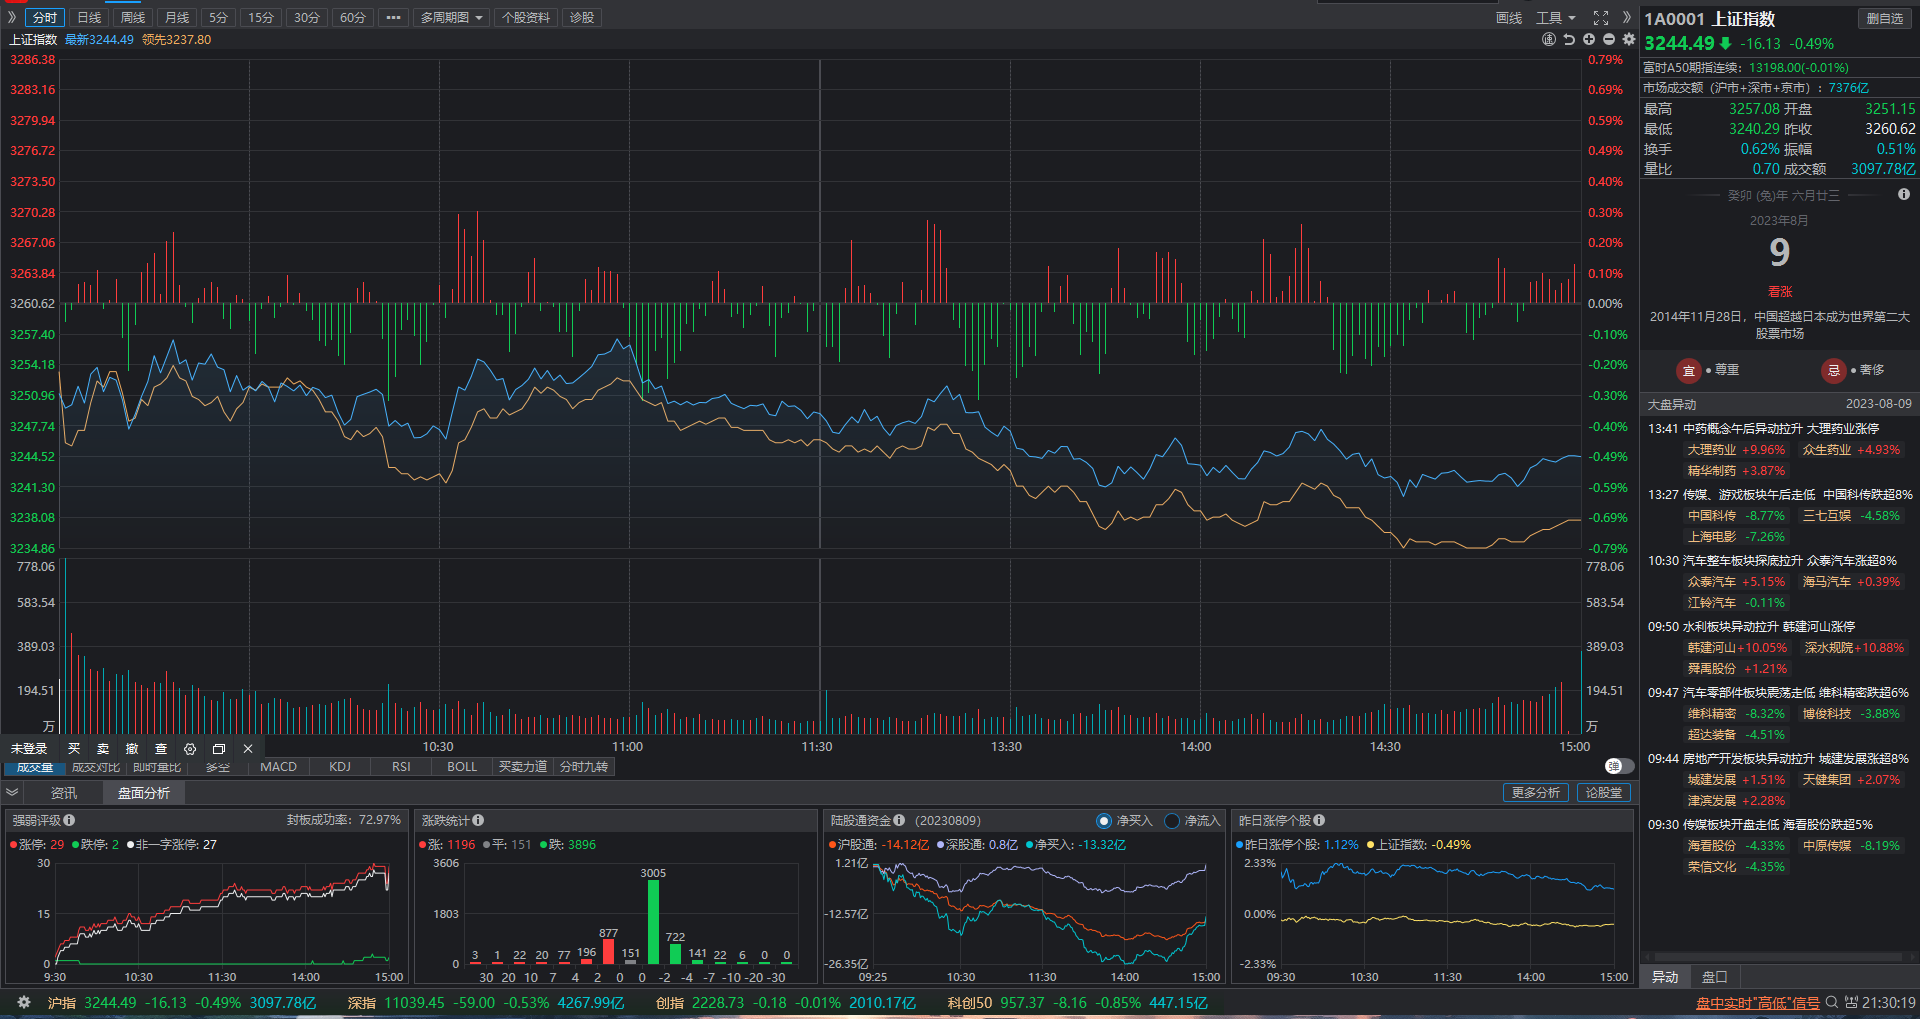 分时 日线 周线 月线 5分 15分 30分 60分 ••• 多周期图 个股资料 诊股 画线 工具
上证指数 最新3244.49 领先3237.80
3286.38 0.79%
3283.16 0.69%
3279.94 0.59%
3276.72 0.49%
3273.50 0.40%
3270.28 0.30%
3267.06 0.20%
3263.84 0.10%
3260.62 0.00%
3257.40 -0.10%
3254.18 -0.20%
3250.96 -0.30%
3247.74 -0.40%
3244.52 -0.49%
3241.30 -0.59%
3238.08 -0.69%
3234.86 -0.79%
778.06 778.06
583.54 583.54
389.03 389.03
194.51 194.51
万 万
未登录 买 卖 撤 查
10:30 11:00 11:30 13:30 14:00 14:30 15:00
成交量 成交对比 即时量比 多空 MACD KDJ RSI BOLL 买卖力道 分时九转 弹
资讯 盘面分析 更多分析 论股堂
强弱评级 封板成功率: 72.97%
涨停: 29 跌停: 2 非一字涨停: 27
30
15
0
9:30 10:30 11:30 14:00 15:00
涨跌统计
涨: 1196 平: 151 跌: 3896
3606
1803
0
3 1 22 20 77 196 877 151 3005 722 141 22 6 0 0
30 20 10 7 4 2 0 0 -2 -4 -7 -10 -20 -30
陆股通资金 (20230809) 净买入 净流入
沪股通: -14.12亿 深股通: 0.8亿 净买入: -13.32亿
1.21亿
-12.57亿
-26.35亿
09:25 10:30 11:30 14:00 15:00
昨日涨停个股
昨日涨停个股: 1.12% 上证指数: -0.49%
2.33%
0.00%
-2.33%
09:30 10:30 11:30 14:00 15:00
1A0001 上证指数 删自选
3244.49 -16.13 -0.49%
富时A50期指连续: 13198.00(-0.01%)
市场成交额（沪市+深市+京市）: 7376亿
最高 3257.08 开盘 3251.15
最低 3240.29 昨收 3260.62
换手 0.62% 振幅 0.51%
量比 0.70 成交额 3097.78亿
癸卯 (兔)年 六月廿三
2023年8月
9
看涨
2014年11月28日，中国超越日本成为世界第二大
股票市场
宜 • 尊重 忌 • 奢侈
大盘异动 2023-08-09
13:41 中药概念午后异动拉升 大理药业涨停
大理药业 +9.96% 众生药业 +4.93%
精华制药 +3.87%
13:27 传媒、游戏板块午后走低 中国科传跌超8%
中国科传 -8.77% 三七互娱 -4.58%
上海电影 -7.26%
10:30 汽车整车板块探底拉升 众泰汽车涨超8%
众泰汽车 +5.15% 海马汽车 +0.39%
江铃汽车 -0.11%
09:50 水利板块异动拉升 韩建河山涨停
韩建河山+10.05% 深水规院+10.88%
舜禹股份 +1.21%
09:47 汽车零部件板块震荡走低 维科精密跌超6%
维科精密 -8.32% 博俊科技 -3.88%
超达装备 -4.51%
09:44 房地产开发板块异动拉升 城建发展涨超8%
城建发展 +1.51% 天健集团 +2.07%
津滨发展 +2.28%
09:30 传媒板块开盘走低 海看股份跌超5%
海看股份 -4.33% 中原传媒 -8.19%
荣信文化 -4.35%
异动 盘口
沪指 3244.49 -16.13 -0.49% 3097.78亿 深指 11039.45 -59.00 -0.53% 4267.99亿 创指 2228.73 -0.18 -0.01% 2010.17亿 科创50 957.37 -8.16 -0.85% 447.15亿 盘中实时"高低"信号 21:30:19